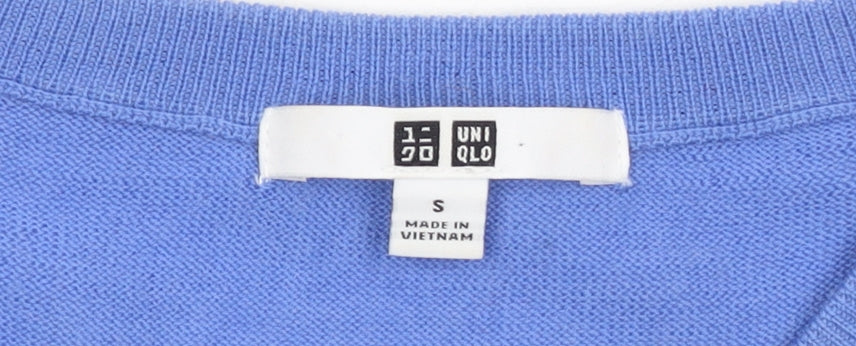 ユニ UNI
クロ QLO
S
MADE IN
VIETNAM